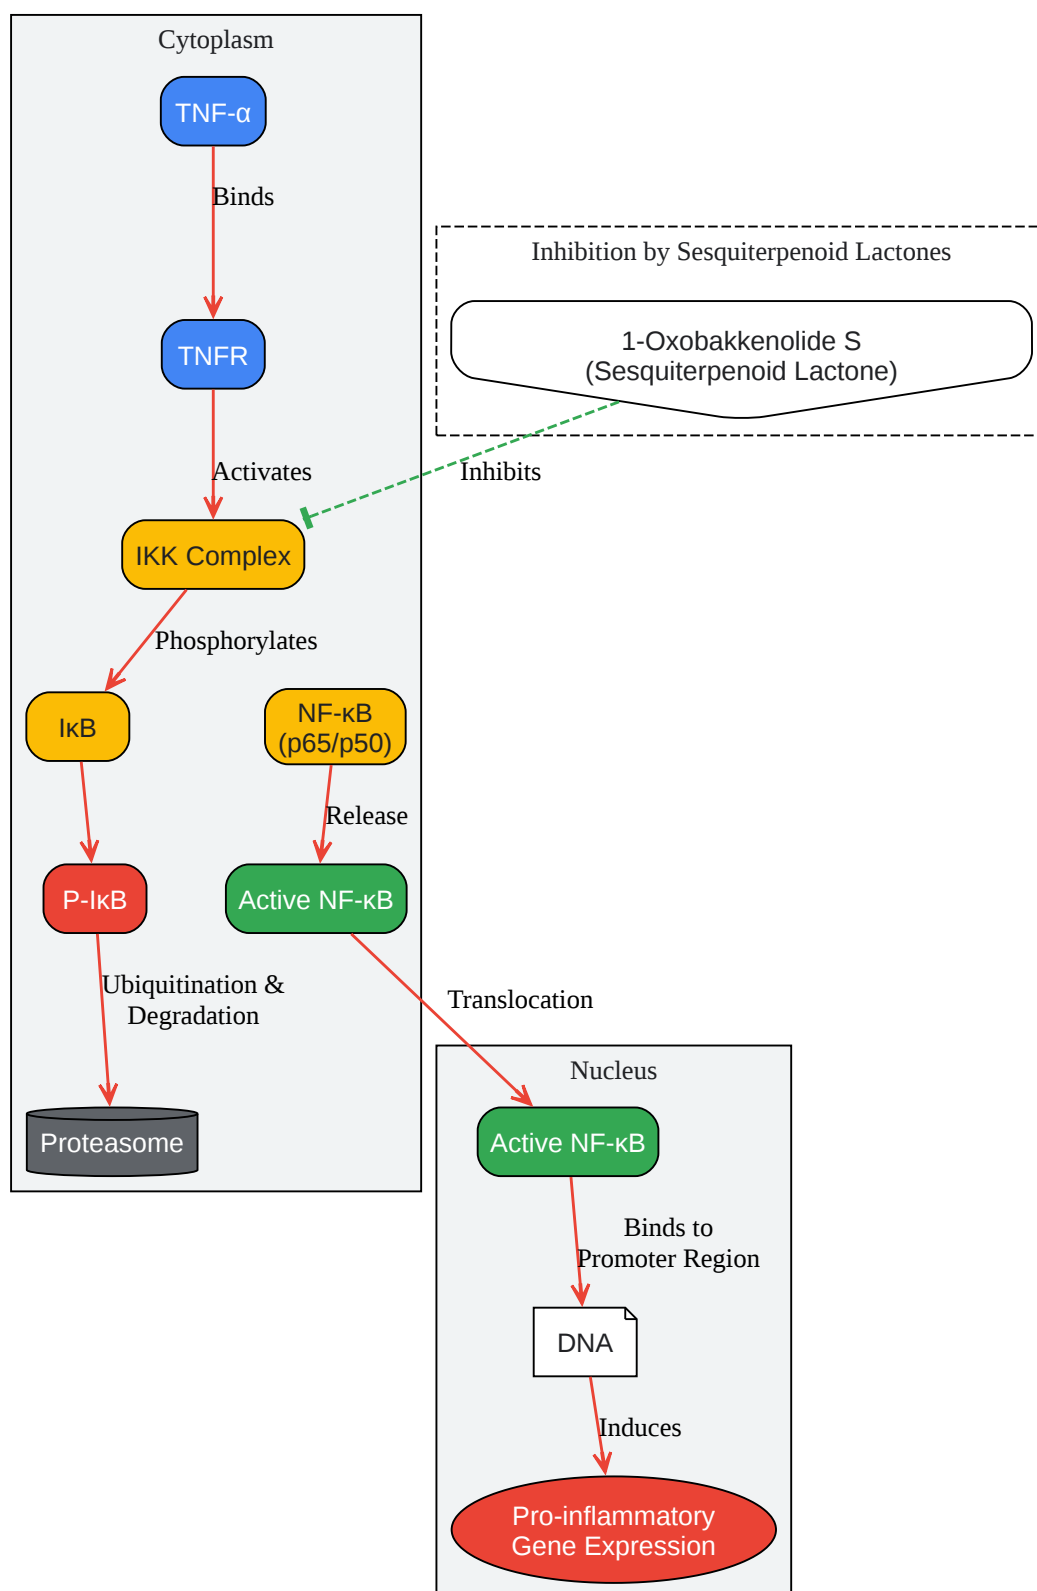 Cytoplasm
TNF-α
Binds
Inhibition by Sesquiterpenoid Lactones
TNFR
1-Oxobakkenolide S
(Sesquiterpenoid Lactone)
Activates
Inhibits
IKK Complex
Phosphorylates
IκB
NF-κB
(p65/p50)
Release
P-IκB
Active NF-κB
Ubiquitination &
Degradation
Translocation
Nucleus
Proteasome
Active NF-κB
Binds to
Promoter Region
DNA
Induces
Pro-inflammatory
Gene Expression